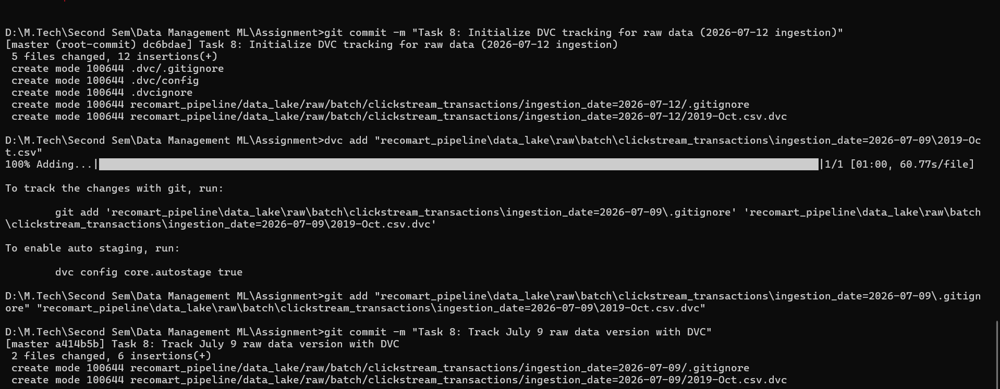 D:\M.Tech\Second Sem\Data Management ML\Assignment>git commit -m "Task 8: Initialize DVC tracking for raw data (2026-07-12 ingestion)"
[master (root-commit) dc6bdae] Task 8: Initialize DVC tracking for raw data (2026-07-12 ingestion)
 5 files changed, 12 insertions(+)
 create mode 100644 .dvc/.gitignore
 create mode 100644 .dvc/config
 create mode 100644 .dvcignore
 create mode 100644 recomart_pipeline/data_lake/raw/batch/clickstream_transactions/ingestion_date=2026-07-12/.gitignore
 create mode 100644 recomart_pipeline/data_lake/raw/batch/clickstream_transactions/ingestion_date=2026-07-12/2019-Oct.csv.dvc

D:\M.Tech\Second Sem\Data Management ML\Assignment>dvc add "recomart_pipeline\data_lake\raw\batch\clickstream_transactions\ingestion_date=2026-07-09\2019-Oc
t.csv"
100% Adding...|1/1 [01:00, 60.77s/file]

To track the changes with git, run:

        git add 'recomart_pipeline\data_lake\raw\batch\clickstream_transactions\ingestion_date=2026-07-09\.gitignore' 'recomart_pipeline\data_lake\raw\batch
\clickstream_transactions\ingestion_date=2026-07-09\2019-Oct.csv.dvc'

To enable auto staging, run:

        dvc config core.autostage true

D:\M.Tech\Second Sem\Data Management ML\Assignment>git add "recomart_pipeline\data_lake\raw\batch\clickstream_transactions\ingestion_date=2026-07-09\.gitign
ore" "recomart_pipeline\data_lake\raw\batch\clickstream_transactions\ingestion_date=2026-07-09\2019-Oct.csv.dvc"

D:\M.Tech\Second Sem\Data Management ML\Assignment>git commit -m "Task 8: Track July 9 raw data version with DVC"
[master a414b5b] Task 8: Track July 9 raw data version with DVC
 2 files changed, 6 insertions(+)
 create mode 100644 recomart_pipeline/data_lake/raw/batch/clickstream_transactions/ingestion_date=2026-07-09/.gitignore
 create mode 100644 recomart_pipeline/data_lake/raw/batch/clickstream_transactions/ingestion_date=2026-07-09/2019-Oct.csv.dvc